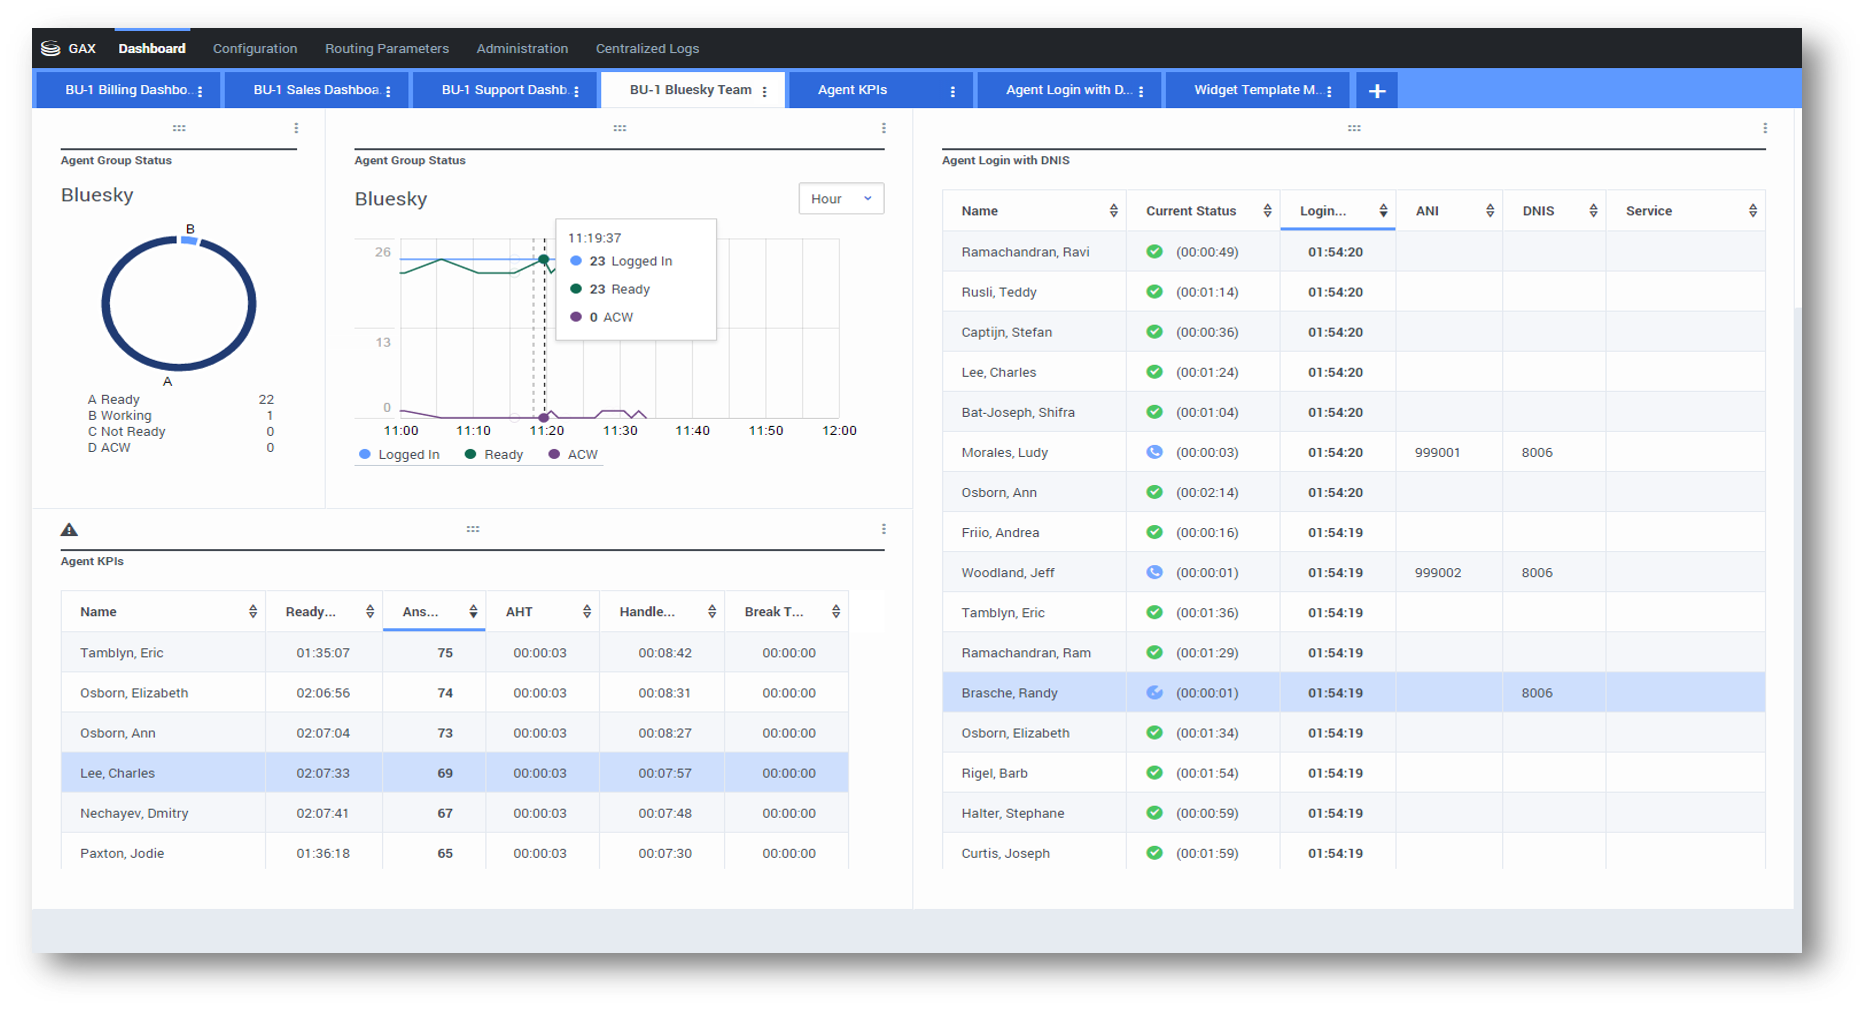 GAX Dashboard Configuration Routing Parameters Administration Centralized Logs
BU-1 Billing Dashbo... BU-1 Sales Dashboa. BU-1 Support Dashb. BU-1 Bluesky Team Agent KPIs Agent Login with D... Widget Template M... +
Agent Group Status
Bluesky
B
A
A Ready 22
B Working 1
C Not Ready 0
D ACW 0
Agent Group Status
Bluesky
Hour
11:19:37
23 Logged In
23 Ready
0 ACW
26
13
0
11:00 11:10 11:20 11:30 11:40 11:50 12:00
Logged In Ready ACW
Agent KPIs
Name Ready... Ans... AHT Handle... Break T...
Tamblyn, Eric 01:35:07 75 00:00:03 00:08:42 00:00:00
Osborn, Elizabeth 02:06:56 74 00:00:03 00:08:31 00:00:00
Osborn, Ann 02:07:04 73 00:00:03 00:08:27 00:00:00
Lee, Charles 02:07:33 69 00:00:03 00:07:57 00:00:00
Nechayev, Dmitry 02:07:41 67 00:00:03 00:07:48 00:00:00
Paxton, Jodie 01:36:18 65 00:00:03 00:07:30 00:00:00
Agent Login with DNIS
Name Current Status Login... ANI DNIS Service
Ramachandran, Ravi (00:00:49) 01:54:20
Rusli, Teddy (00:01:14) 01:54:20
Captijn, Stefan (00:00:36) 01:54:20
Lee, Charles (00:01:24) 01:54:20
Bat-Joseph, Shifra (00:01:04) 01:54:20
Morales, Ludy (00:00:03) 01:54:20 999001 8006
Osborn, Ann (00:02:14) 01:54:20
Friio, Andrea (00:00:16) 01:54:19
Woodland, Jeff (00:00:01) 01:54:19 999002 8006
Tamblyn, Eric (00:01:36) 01:54:19
Ramachandran, Ram (00:01:29) 01:54:19
Brasche, Randy (00:00:01) 01:54:19 8006
Osborn, Elizabeth (00:01:34) 01:54:19
Rigel, Barb (00:01:54) 01:54:19
Halter, Stephane (00:00:59) 01:54:19
Curtis, Joseph (00:01:59) 01:54:19